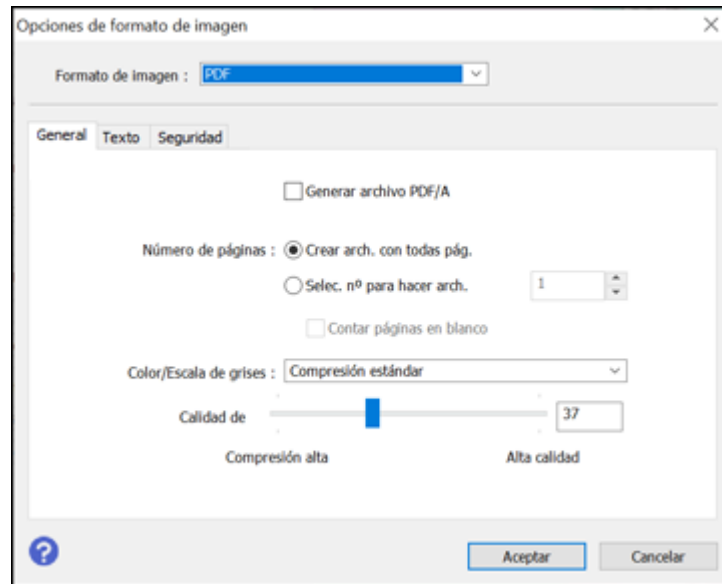 Opciones de formato de imagen
Formato de imagen : PDF
General Texto Seguridad
Generar archivo PDF/A
Número de páginas : Crear arch. con todas pág.
Selec. nº para hacer arch. 1
Contar páginas en blanco
Color/Escala de grises : Compresión estándar
Calidad de 37
Compresión alta Alta calidad
? Aceptar Cancelar